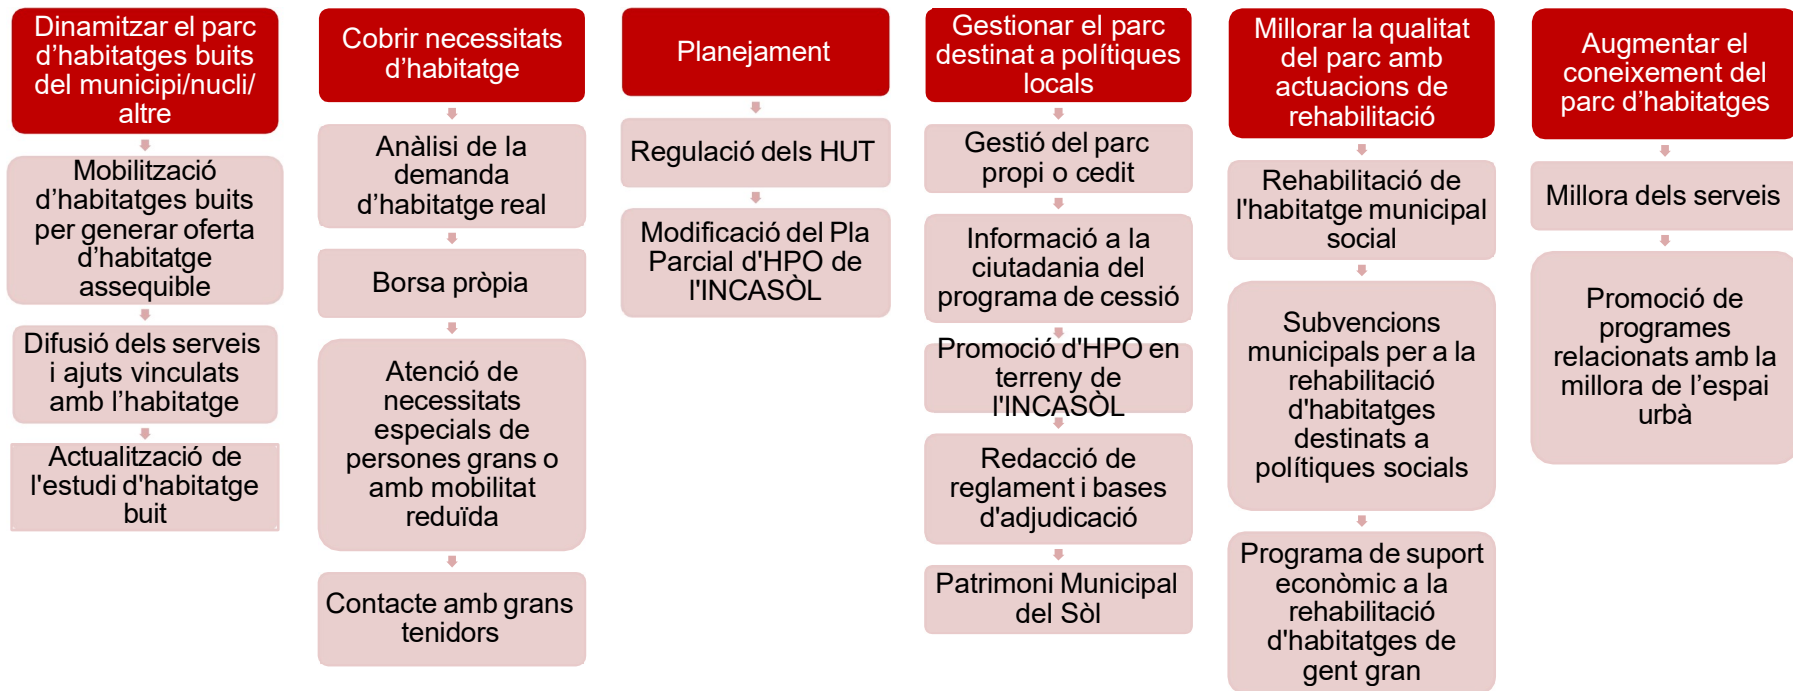 Dinamitzar el parc
d’habitatges buits
del municipi/nucli/
altre
Mobilització
d’habitatges buits
per generar oferta
d’habitatge
assequible
Difusió dels serveis
i ajuts vinculats
amb l’habitatge
Actualització de
l'estudi d'habitatge
buit
Cobrir necessitats
d’habitatge
Anàlisi de la
demanda
d’habitatge real
Borsa pròpia
Atenció de
necessitats
especials de
persones grans o
amb mobilitat
reduïda
Contacte amb grans
tenidors
Planejament
Regulació dels HUT
Modificació del Pla
Parcial d'HPO de
l'INCASÒL
Gestionar el parc
destinat a polítiques
locals
Gestió del parc
propi o cedit
Informació a la
ciutadania del
programa de cessió
Promoció d'HPO en
terreny de
l'INCASÒL
Redacció de
reglament i bases
d'adjudicació
Patrimoni Municipal
del Sòl
Millorar la qualitat
del parc amb
actuacions de
rehabilitació
Rehabilitació de
l'habitatge municipal
social
Subvencions
municipals per a la
rehabilitació
d'habitatges
destinats a
polítiques socials
Programa de suport
econòmic a la
rehabilitació
d'habitatges de
gent gran
Augmentar el
coneixement del
parc d’habitatges
Millora dels serveis
Promoció de
programes
relacionats amb la
millora de l’espai
urbà